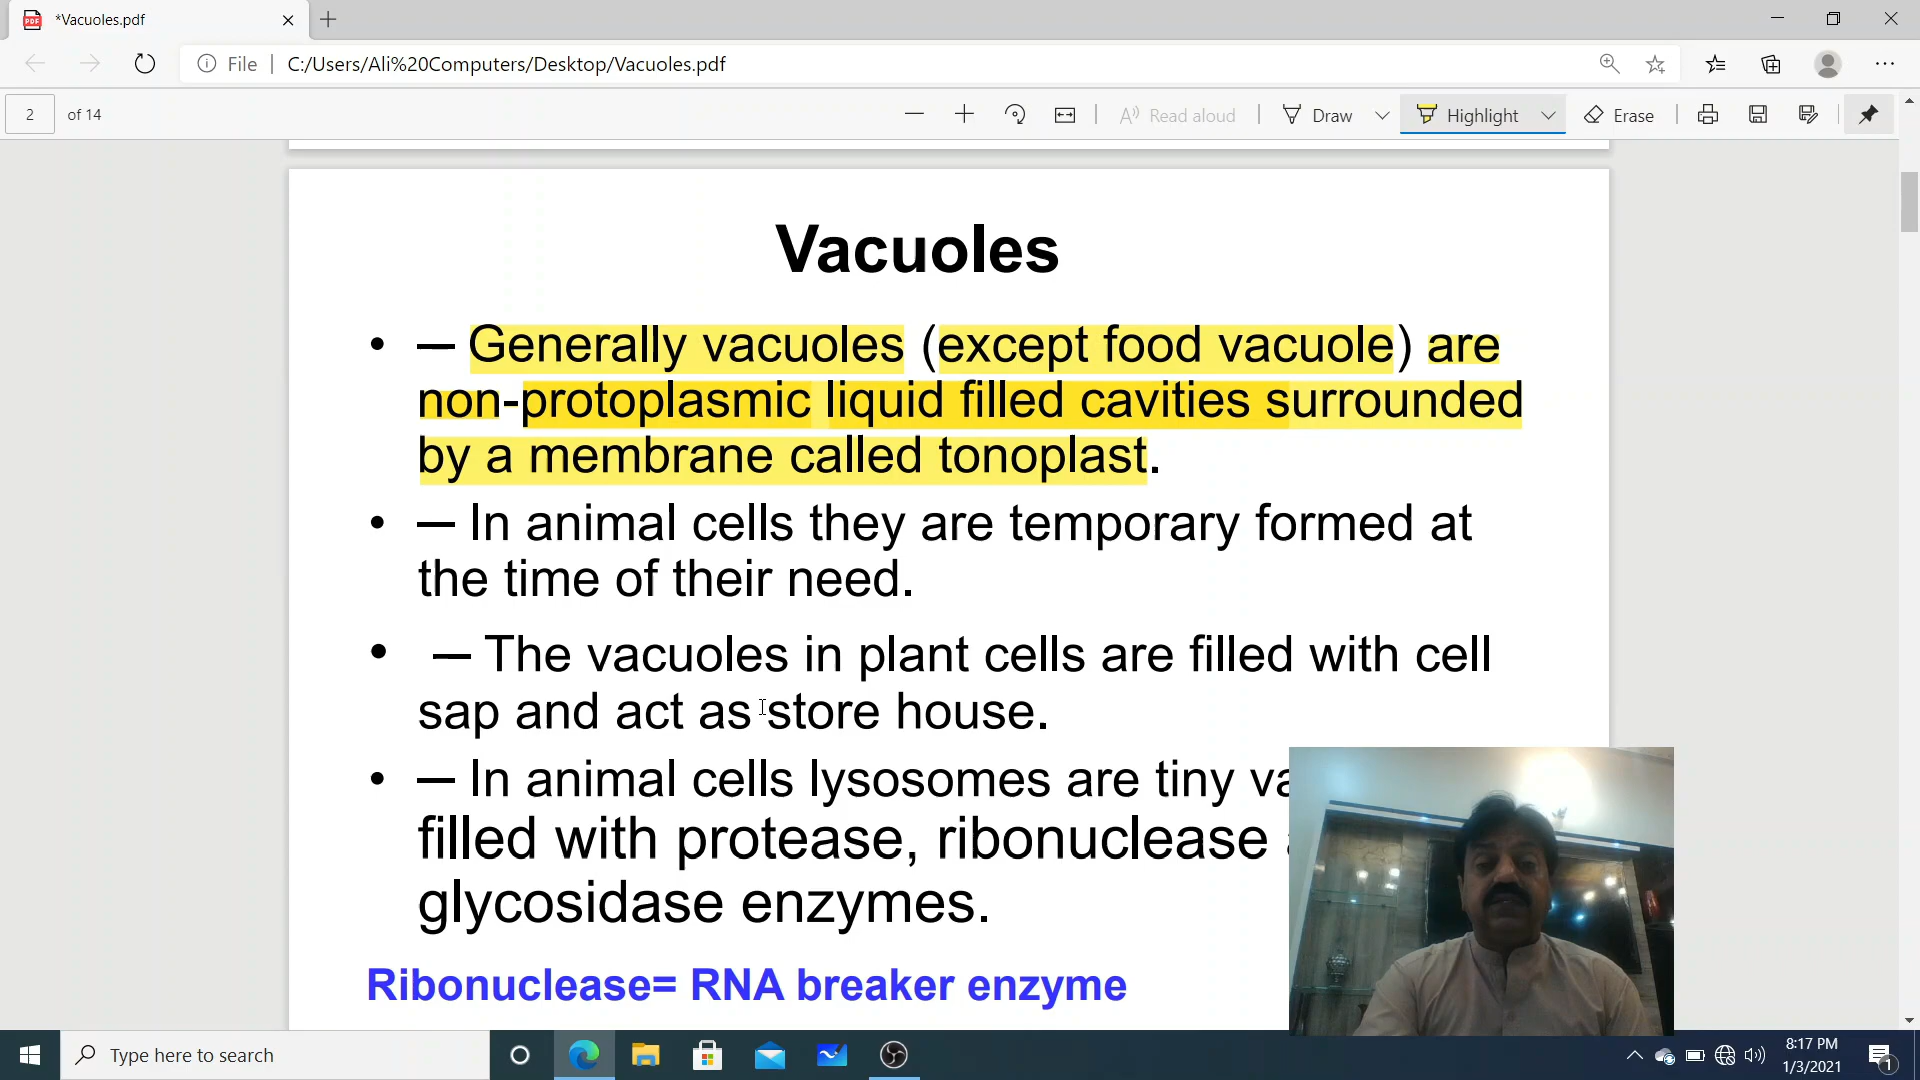 *Vacuoles.pdf
File
C:/Users/Ali%20Computers/Desktop/Vacuoles.pdf
2 of 14
Read aloud
Draw
Highlight
Erase
Vacuoles
• — Generally vacuoles (except food vacuole) are
non-protoplasmic liquid filled cavities surrounded
by a membrane called tonoplast.
• — In animal cells they are temporary formed at
the time of their need.
• — The vacuoles in plant cells are filled with cell
sap and act as store house.
• — In animal cells lysosomes are tiny
filled with protease, ribonuclease
glycosidase enzymes.
Ribonuclease= RNA breaker enzyme
Type here to search
8:17 PM
1/3/2021
1